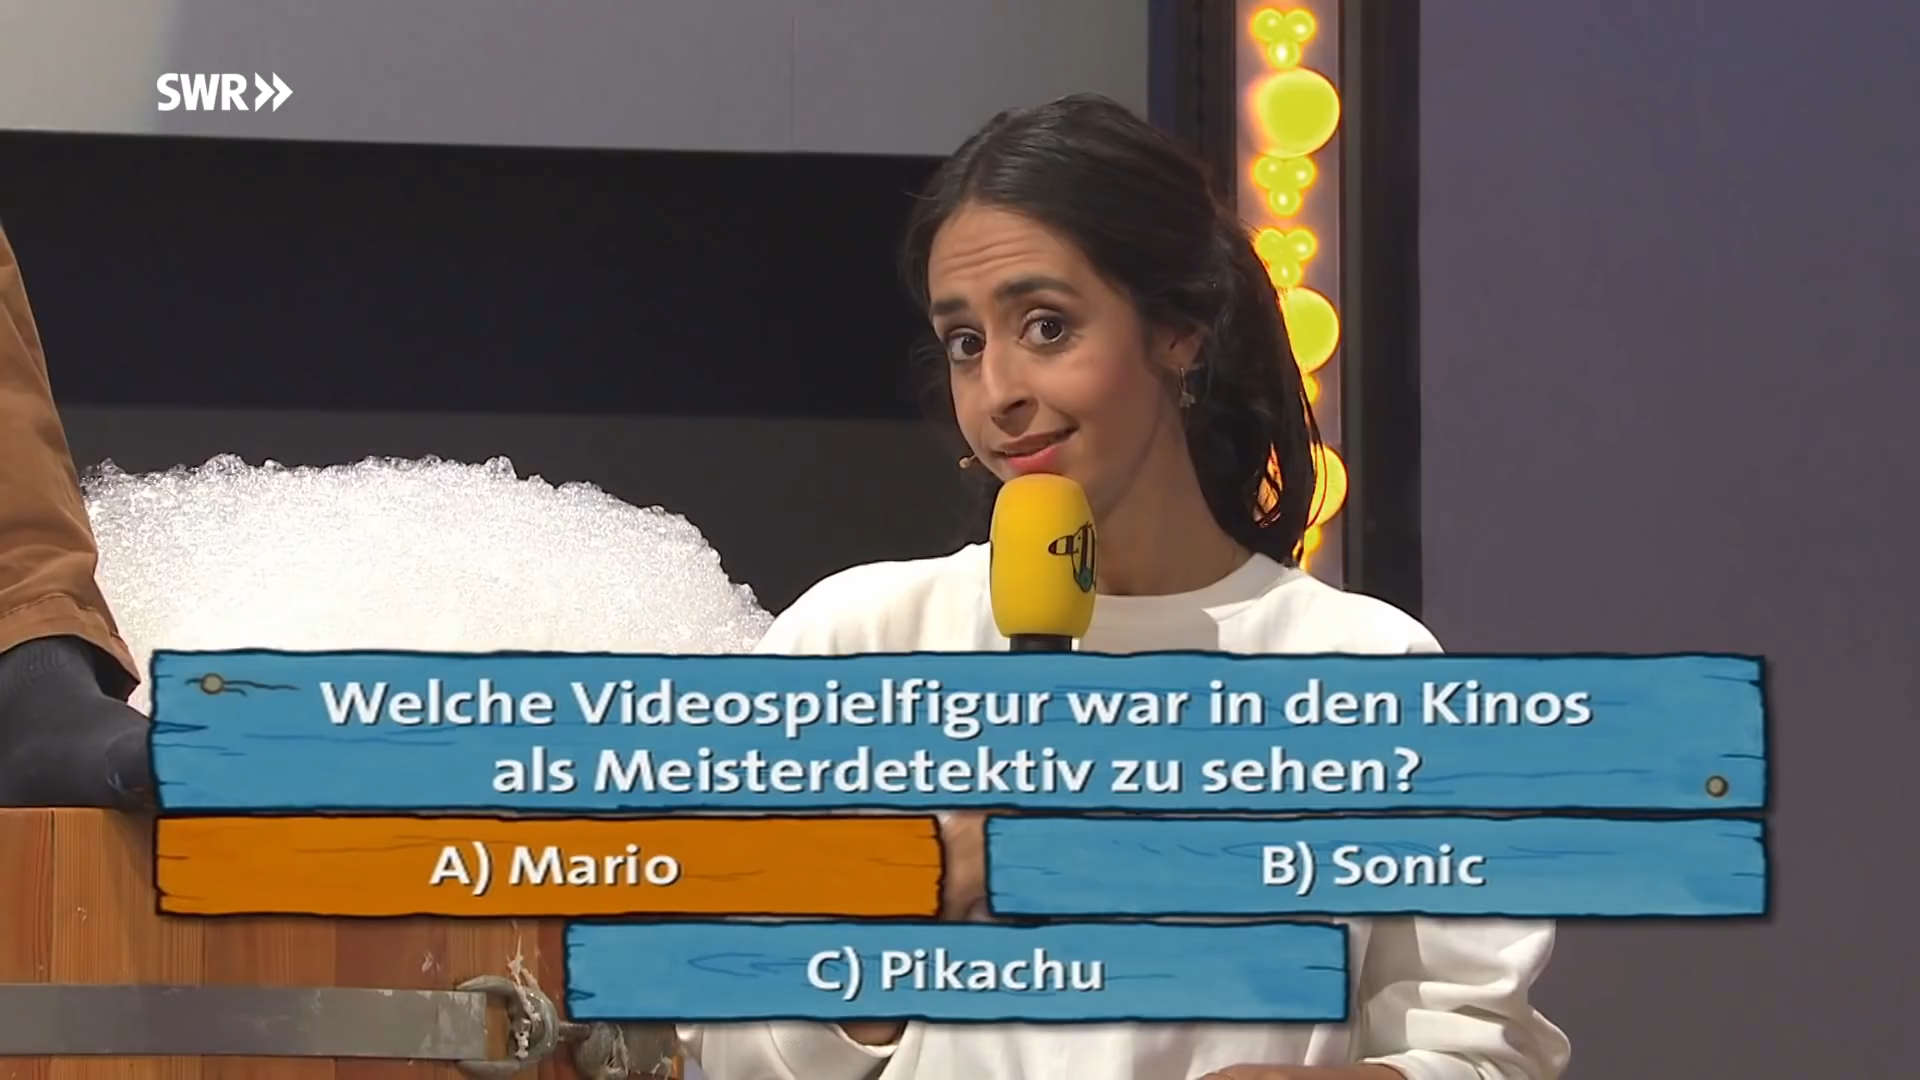 SWR
Welche Videospielfigur war in den Kinos
als Meisterdetektiv zu sehen?
A) Mario
B) Sonic
C) Pikachu